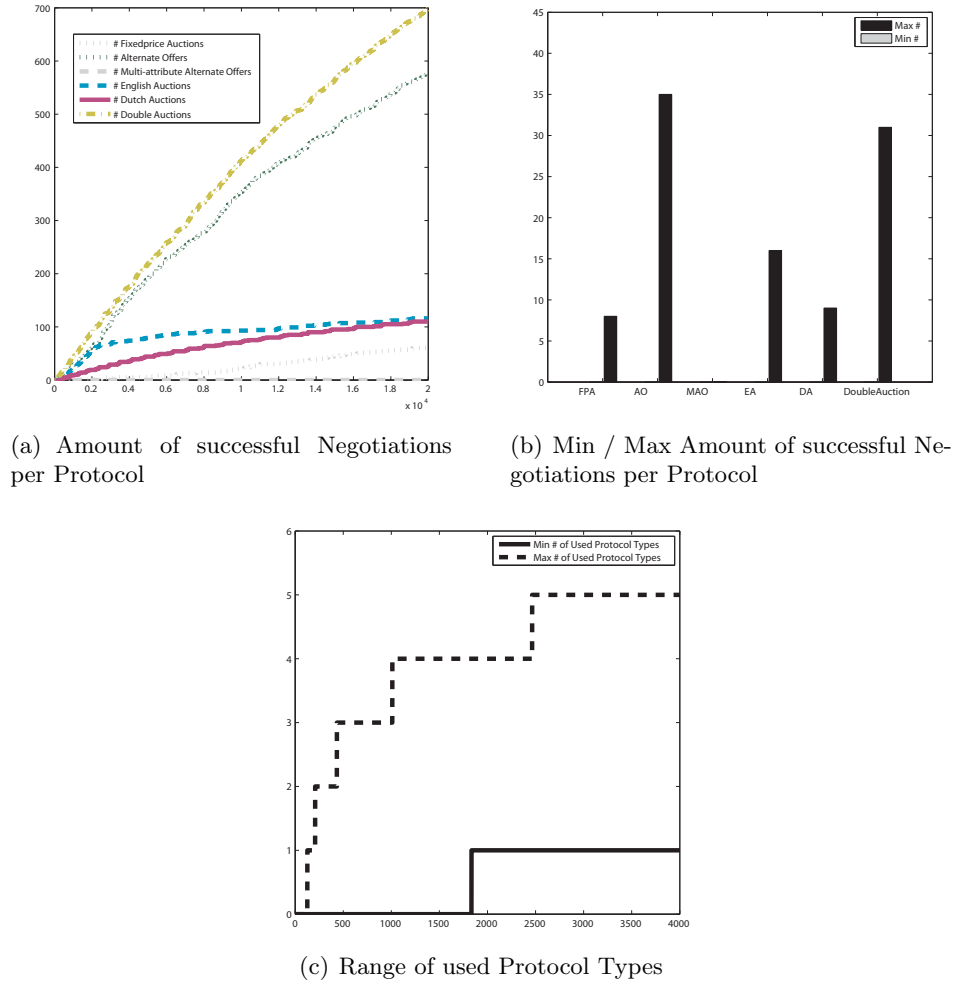 700
600
500
400
300
200
100
0
# Fixedprice Auctions
# Alternate Offers
# Multi-attribute Alternate Offers
# English Auctions
# Dutch Auctions
# Double Auctions
0 0.2 0.4 0.6 0.8 1.0 1.2 1.4 1.6 1.8 2
x 10⁴
(a) Amount of successful Negotiations
per Protocol
45
40
35
30
25
20
15
10
5
0
Max #
Min #
FPA AO MAO EA DA DoubleAuction
(b) Min / Max Amount of successful Ne-
gotiations per Protocol
6
5
4
3
2
1
0
Min # of Used Protocol Types
Max # of Used Protocol Types
0 500 1000 1500 2000 2500 3000 3500 4000
(c) Range of used Protocol Types